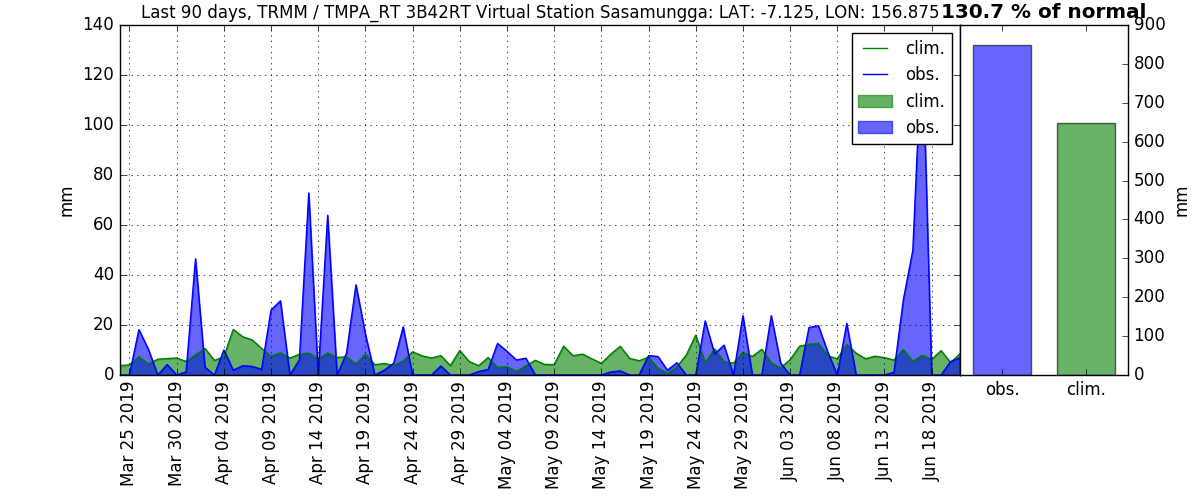 Last 90 days, TRMM / TMPA_RT 3B42RT Virtual Station Sasamungga: LAT: -7.125, LON: 156.875
130.7 % of normal
140
120
100
80
60
40
20
0
mm
clim.
obs.
clim.
obs.
Mar 25 2019
Mar 30 2019
Apr 04 2019
Apr 09 2019
Apr 14 2019
Apr 19 2019
Apr 24 2019
Apr 29 2019
May 04 2019
May 09 2019
May 14 2019
May 19 2019
May 24 2019
May 29 2019
Jun 03 2019
Jun 08 2019
Jun 13 2019
Jun 18 2019
900
800
700
600
500
400
300
200
100
0
mm
obs.
clim.